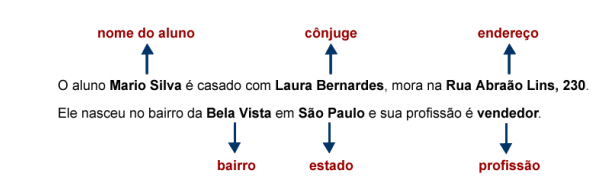 nome do aluno cônjuge endereço
O aluno Mario Silva é casado com Laura Bernardes, mora na Rua Abraão Lins, 230.
Ele nasceu no bairro da Bela Vista em São Paulo e sua profissão é vendedor.
bairro estado profissão